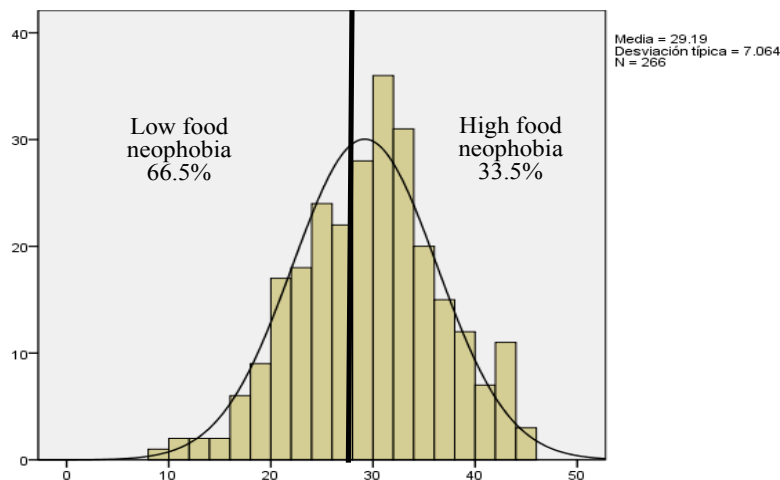 40
30
20
10
0
0 10 20 30 40 50
Low food
neophobia
66.5%
High food
neophobia
33.5%
Media = 29.19
Desviación típica = 7.064
N = 266